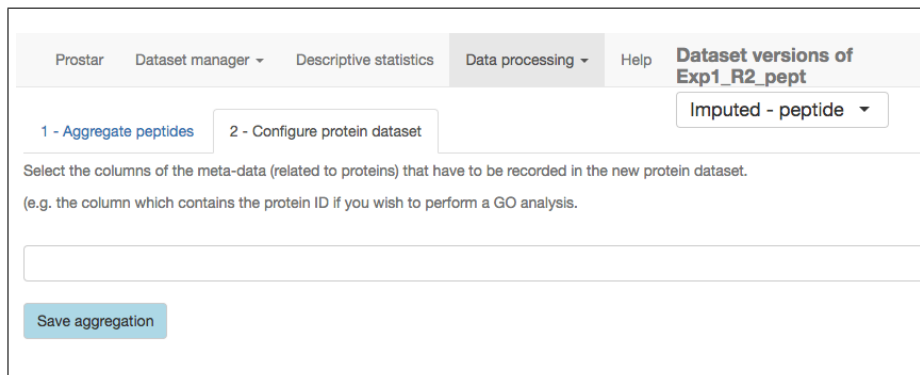 Prostar Dataset manager Descriptive statistics Data processing Help Dataset versions of
Exp1_R2_pept
Imputed - peptide
1 - Aggregate peptides 2 - Configure protein dataset
Select the columns of the meta-data (related to proteins) that have to be recorded in the new protein dataset.
(e.g. the column which contains the protein ID if you wish to perform a GO analysis.
Save aggregation